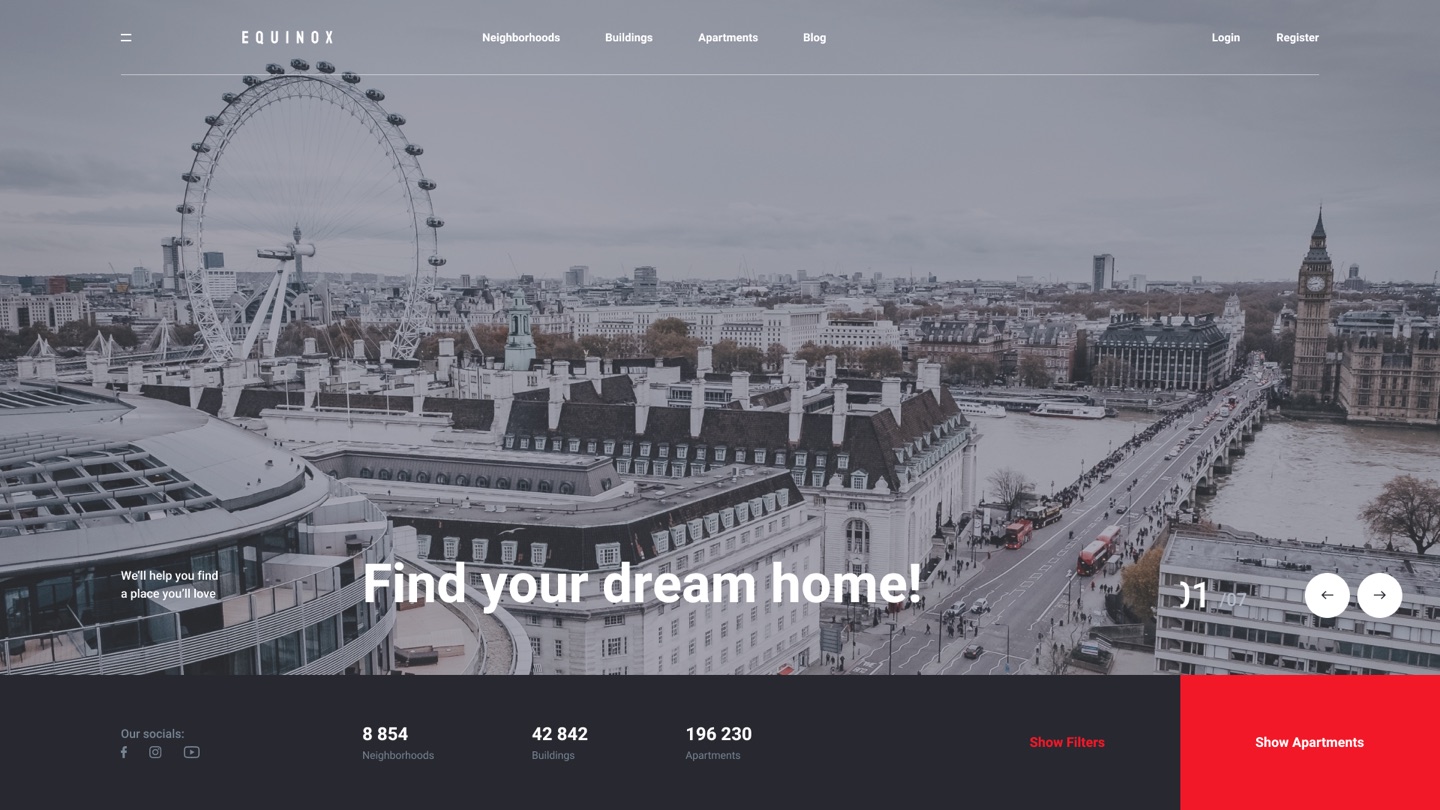 EQUINOX
Neighborhoods
Buildings
Apartments
Blog
Login
Register
We'll help you find
a place you'll love
Find your dream home!
01 /07
Our socials:
8 854
Neighborhoods
42 842
Buildings
196 230
Apartments
Show Filters
Show Apartments